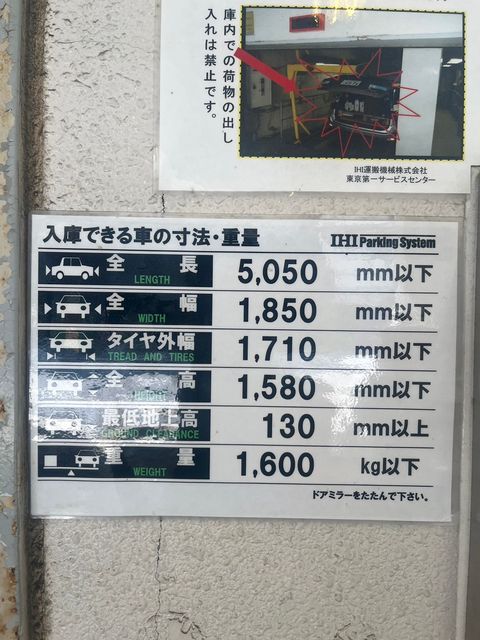 庫内での荷物の出し
入れは禁止です。
IHI運搬機械株式会社
東京第一サービスセンター
入庫できる車の寸法・重量 IHI Parking System
全長 LENGTH 5,050 mm以下
全幅 WIDTH 1,850 mm以下
タイヤ外幅 TREAD AND TIRES 1,710 mm以下
全高 HEIGHT 1,580 mm以下
最低地上高 GROUND CLEARANCE 130 mm以上
重量 WEIGHT 1,600 kg以下
ドアミラーをたたんで下さい。